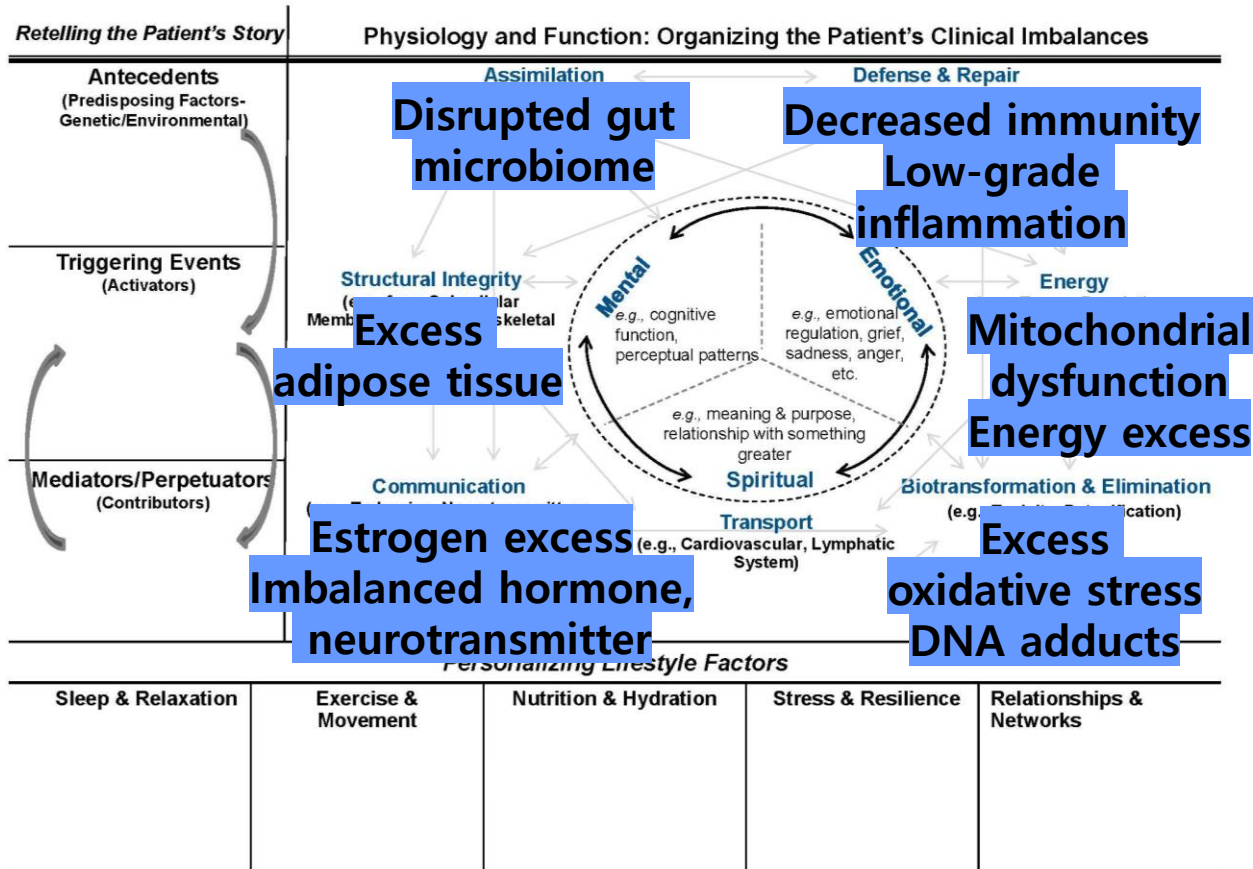 Retelling the Patient's Story
Physiology and Function: Organizing the Patient's Clinical Imbalances
Antecedents
(Predisposing Factors-
Genetic/Environmental)
Triggering Events
(Activators)
Mediators/Perpetuators
(Contributors)
Assimilation
Disrupted gut
microbiome
Defense & Repair
Decreased immunity
Low-grade
inflammation
Structural Integrity
Excess
adipose tissue
Mental
e.g., cognitive
function,
perceptual patterns
Emotional
e.g., emotional
regulation, grief,
sadness, anger,
etc.
e.g., meaning & purpose,
relationship with something
greater
Spiritual
Energy
Mitochondrial
dysfunction
Energy excess
Communication
Estrogen excess
Imbalanced hormone,
neurotransmitter
Transport
(e.g., Cardiovascular, Lymphatic
System)
Biotransformation & Elimination
Excess
oxidative stress
DNA adducts
Personalizing Lifestyle Factors
Sleep & Relaxation
Exercise &
Movement
Nutrition & Hydration
Stress & Resilience
Relationships &
Networks